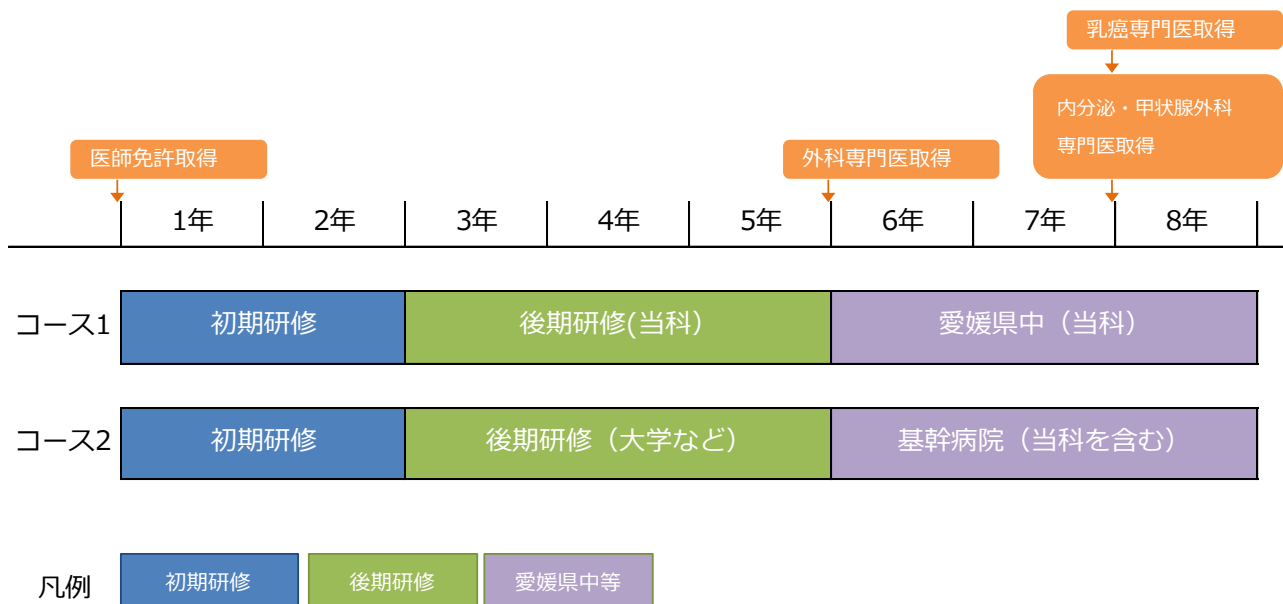 乳癌専門医取得
内分泌・甲状腺外科
専門医取得
医師免許取得
外科専門医取得
1年 2年 3年 4年 5年 6年 7年 8年
コース1 初期研修 後期研修(当科） 愛媛県中（当科）
コース2 初期研修 後期研修（大学など） 基幹病院（当科を含む）
凡例 初期研修 後期研修 愛媛県中等